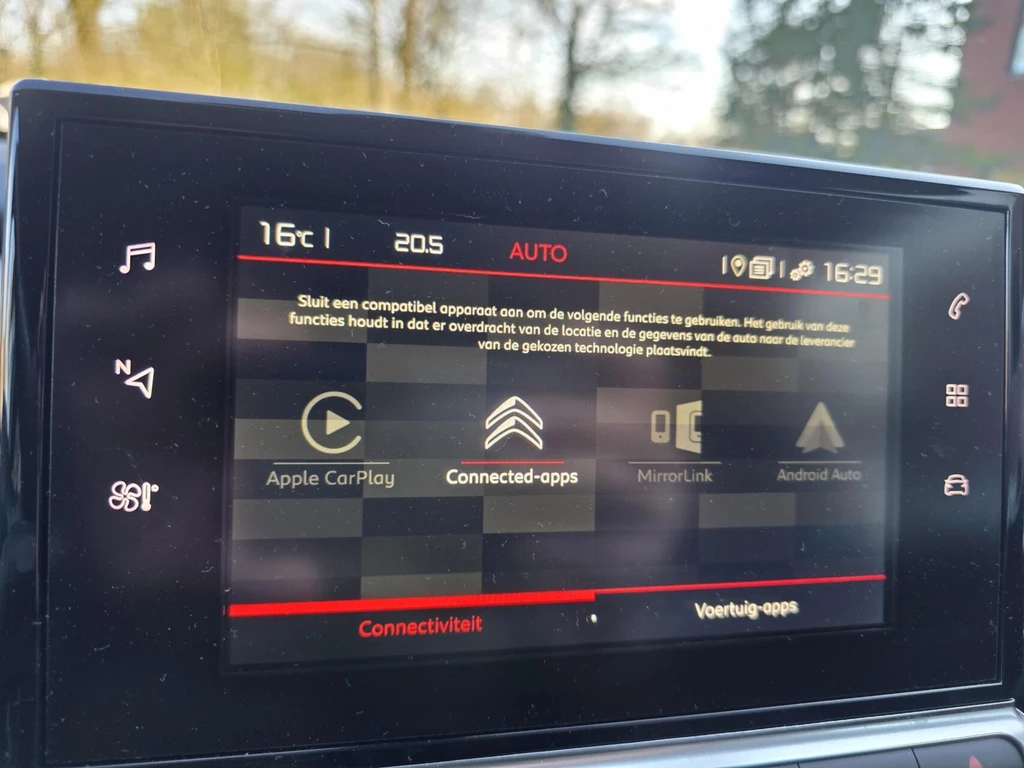 16°C
20.5
AUTO
16:29
Sluit een compatibel apparaat aan om de volgende functies te gebruiken. Het gebruik van deze
functies houdt in dat er overdracht van de locatie en de gegevens van de auto naar de leverancier
van de gekozen technologie plaatsvindt.
N
Apple CarPlay
Connected-apps
MirrorLink
Android Auto
Connectiviteit
Voertuig-apps